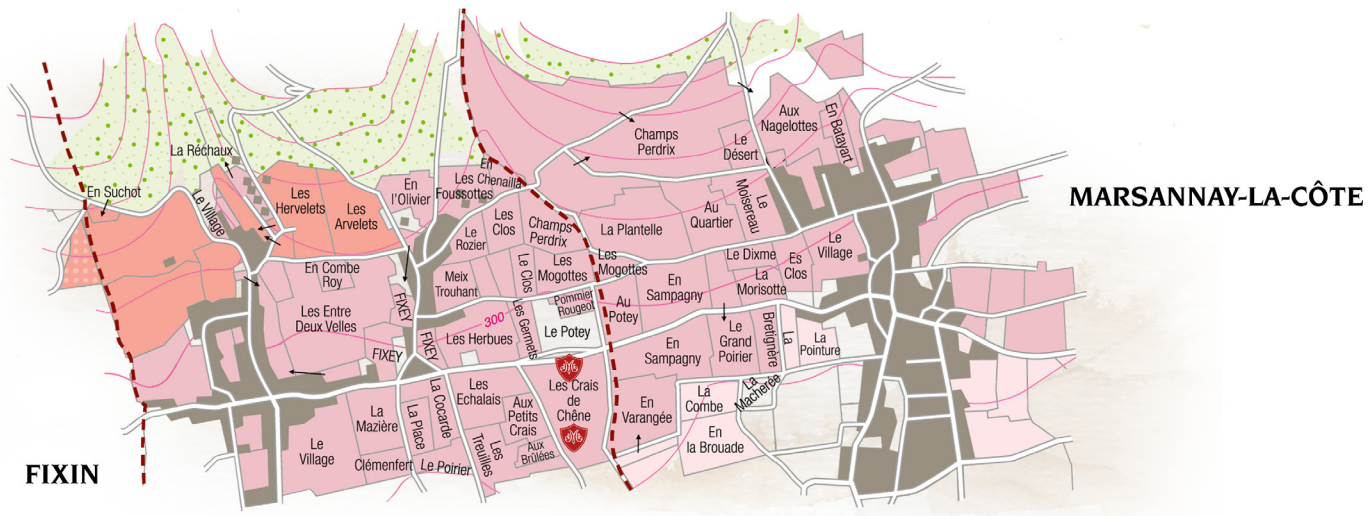 La Réchaux
En Suchot
Le Village
Les
Hervelets
Les
Arvelets
En
l'Olivier
En
Foussottes
Les Chenailla
Champs
Perdrix
Le
Désert
Aux
Nagelottes
En Batayart
MARSANNAY-LA-CÔTE
Le
Rozier
Les
Clos
Champs
Perdrix
La Plantelle
Au
Quartier
Le
Moisereau
En Combe
Roy
Meix
Trouhant
Le Clos
Les
Mogottes
Les
Mogottes
En
Sampagny
Le Dixme
La
Morisotte
Es
Clos
Le
Village
Les Entre
Deux Velles
FIXEY
FIXEY
FIXEY
300
Les Herbues
Les Germets
Pommier
Rougeot
Le Potey
Au
Potey
En
Sampagny
Le
Grand
Poirier
Bretignère
La
La
Pointure
Les Crais
de
Chêne
En
Varangée
La
Combe
La
Macherée
En
la Brouade
FIXIN
Le
Village
La
Mazière
La Place
La Cocarde
Clémenfert
Le Poirier
Les
Echalais
Les
Treuilles
Aux
Petits
Crais
Aux
Brûlées